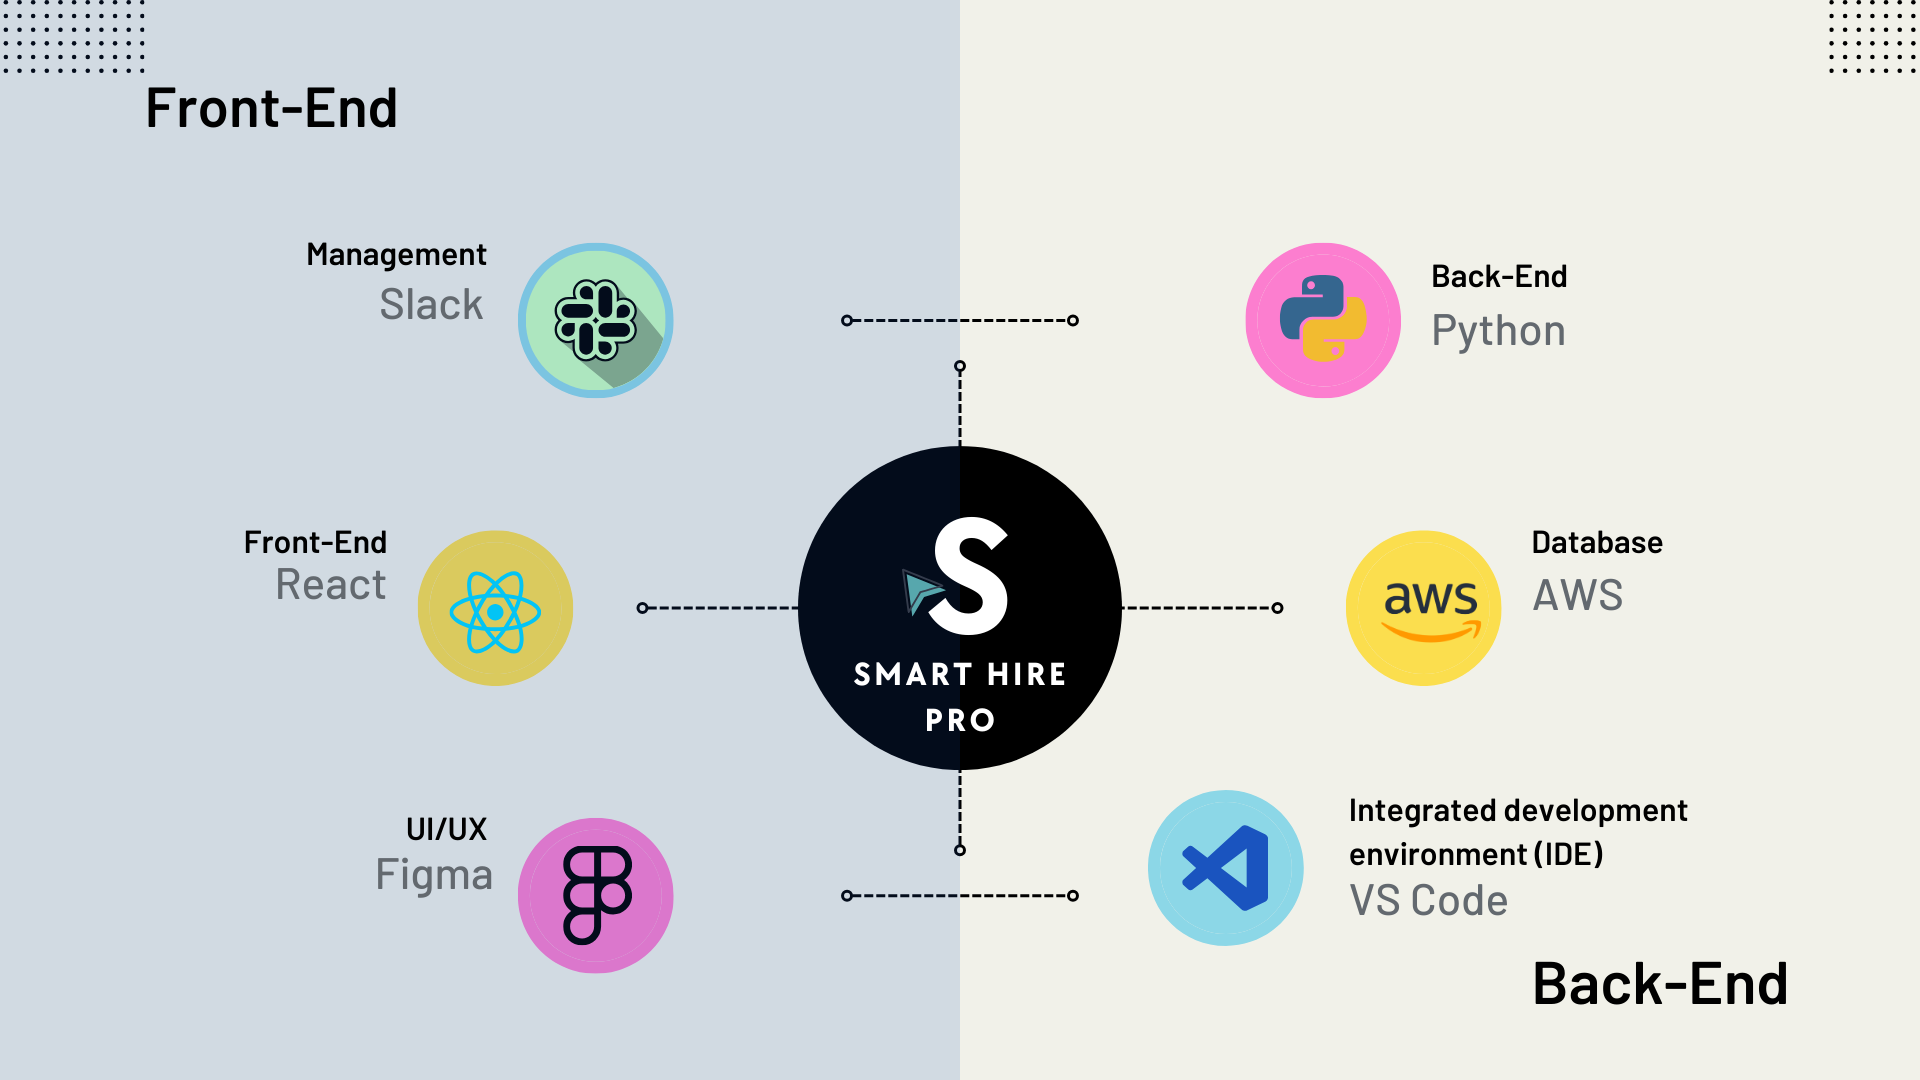 Front-End
Management
Slack
Front-End
React
UI/UX
Figma
S
SMART HIRE
PRO
Back-End
Python
aws
Database
AWS
Integrated development
environment (IDE)
VS Code
Back-End